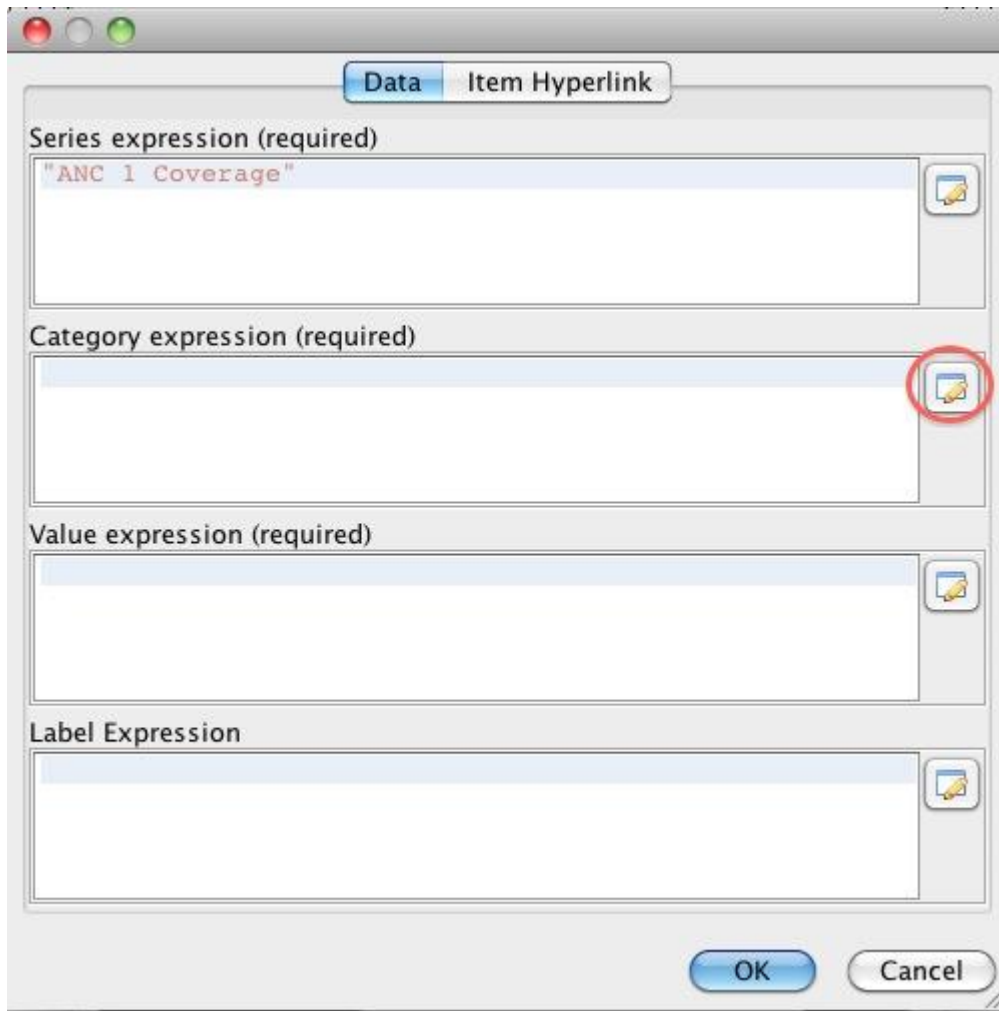 Data Item Hyperlink
Series expression (required)
"ANC 1 Coverage"
Category expression (required)
Value expression (required)
Label Expression
OK Cancel